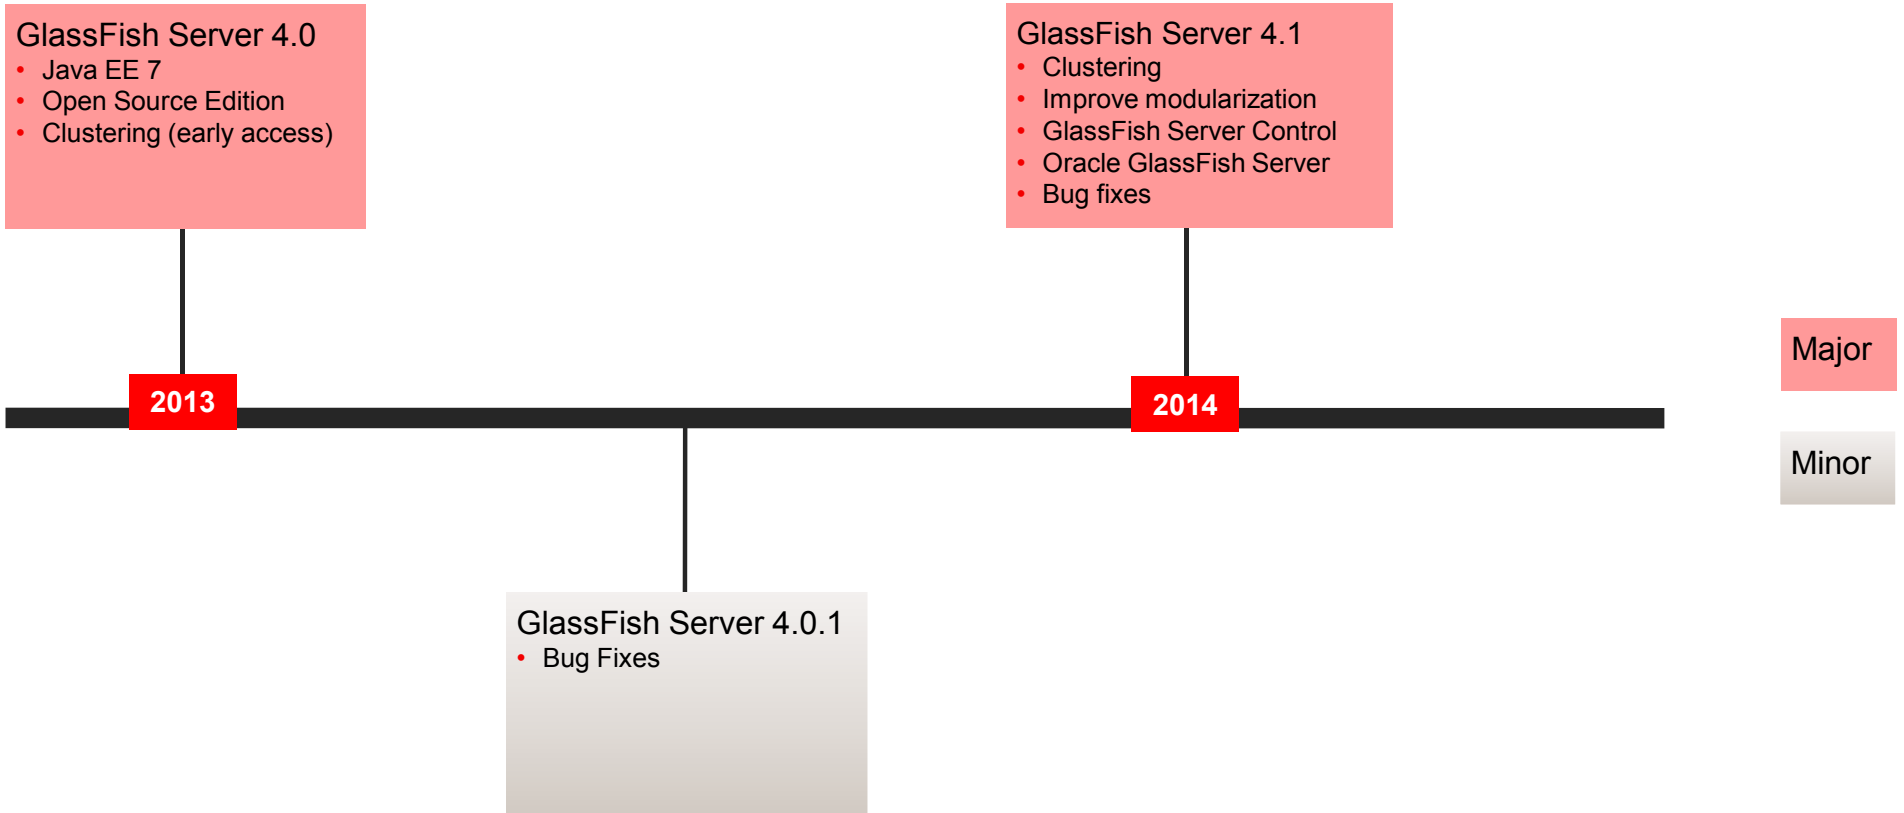 GlassFish Server 4.0
• Java EE 7
• Open Source Edition
• Clustering (early access)
GlassFish Server 4.1
• Clustering
• Improve modularization
• GlassFish Server Control
• Oracle GlassFish Server
• Bug fixes
Major
2013
2014
Minor
GlassFish Server 4.0.1
• Bug Fixes